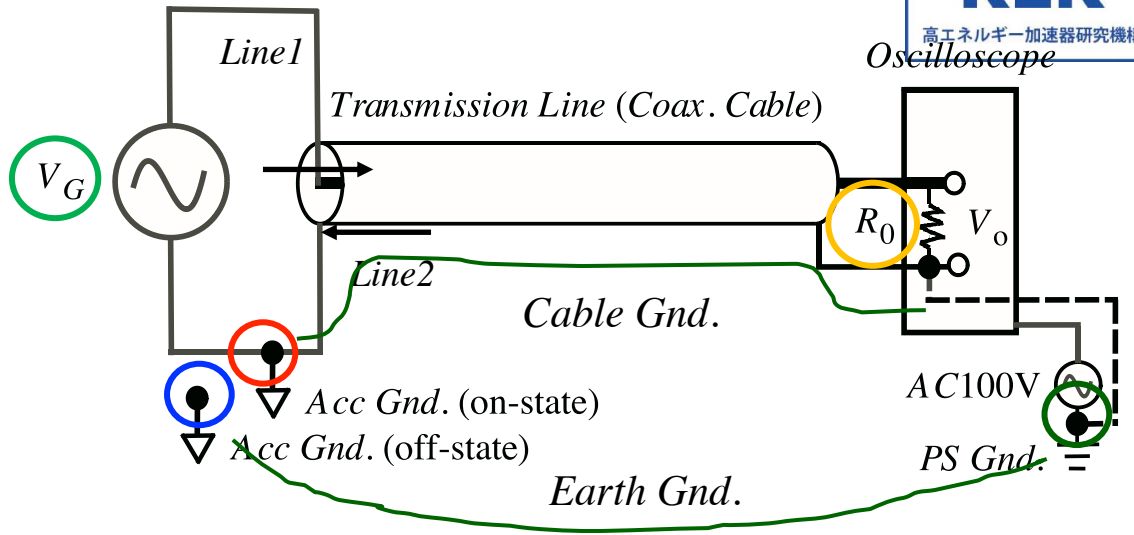 高エネルギー加速器研究機
Oscilloscope
Line1
Transmission Line (Coax. Cable)
V_G
R_0
V_o
Line2
Cable Gnd.
AC100V
Acc Gnd. (on-state)
Acc Gnd. (off-state)
PS Gnd.
Earth Gnd.